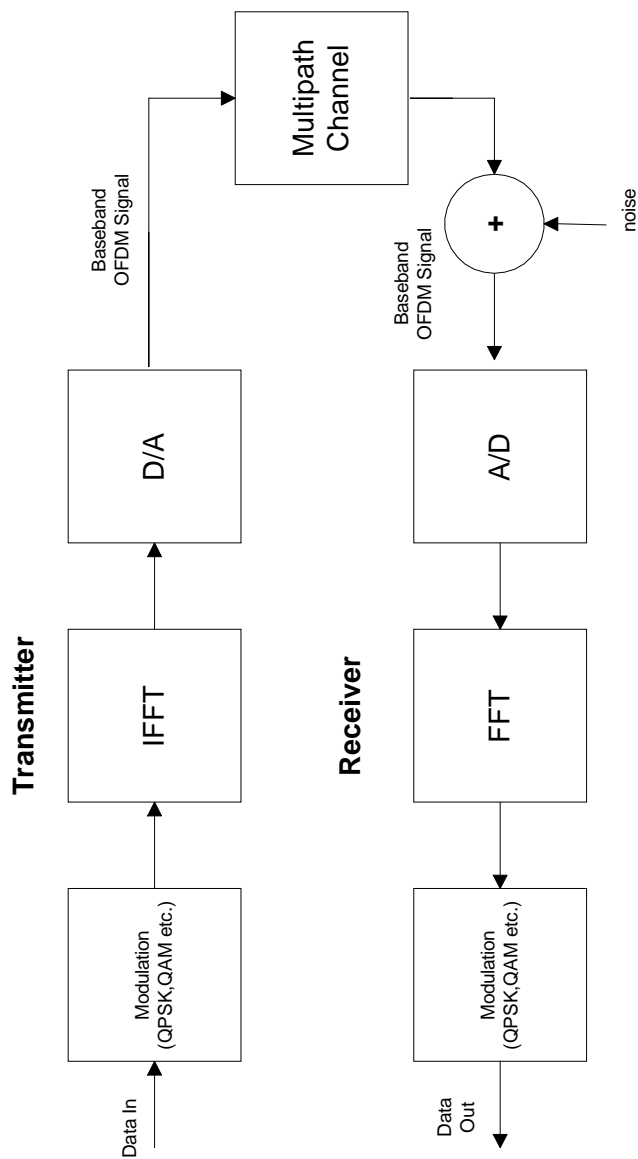 Transmitter
Data In
Modulation
(QPSK,QAM etc.)
IFFT
D/A
Baseband
OFDM Signal
Multipath
Channel
+
noise
Baseband
OFDM Signal
Receiver
A/D
FFT
Modulation
(QPSK,QAM etc.)
Data
Out